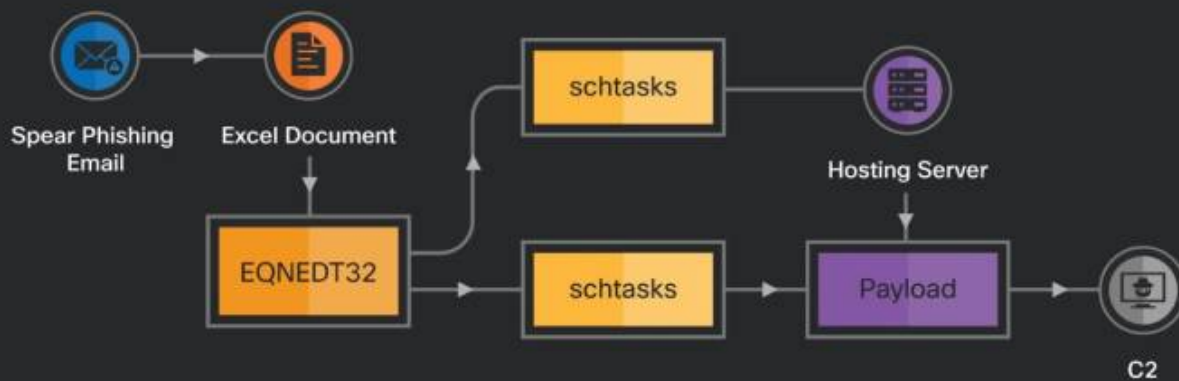 Spear Phishing
Email
Excel Document
schtasks
Hosting Server
EQNEDT32
schtasks
Payload
C2